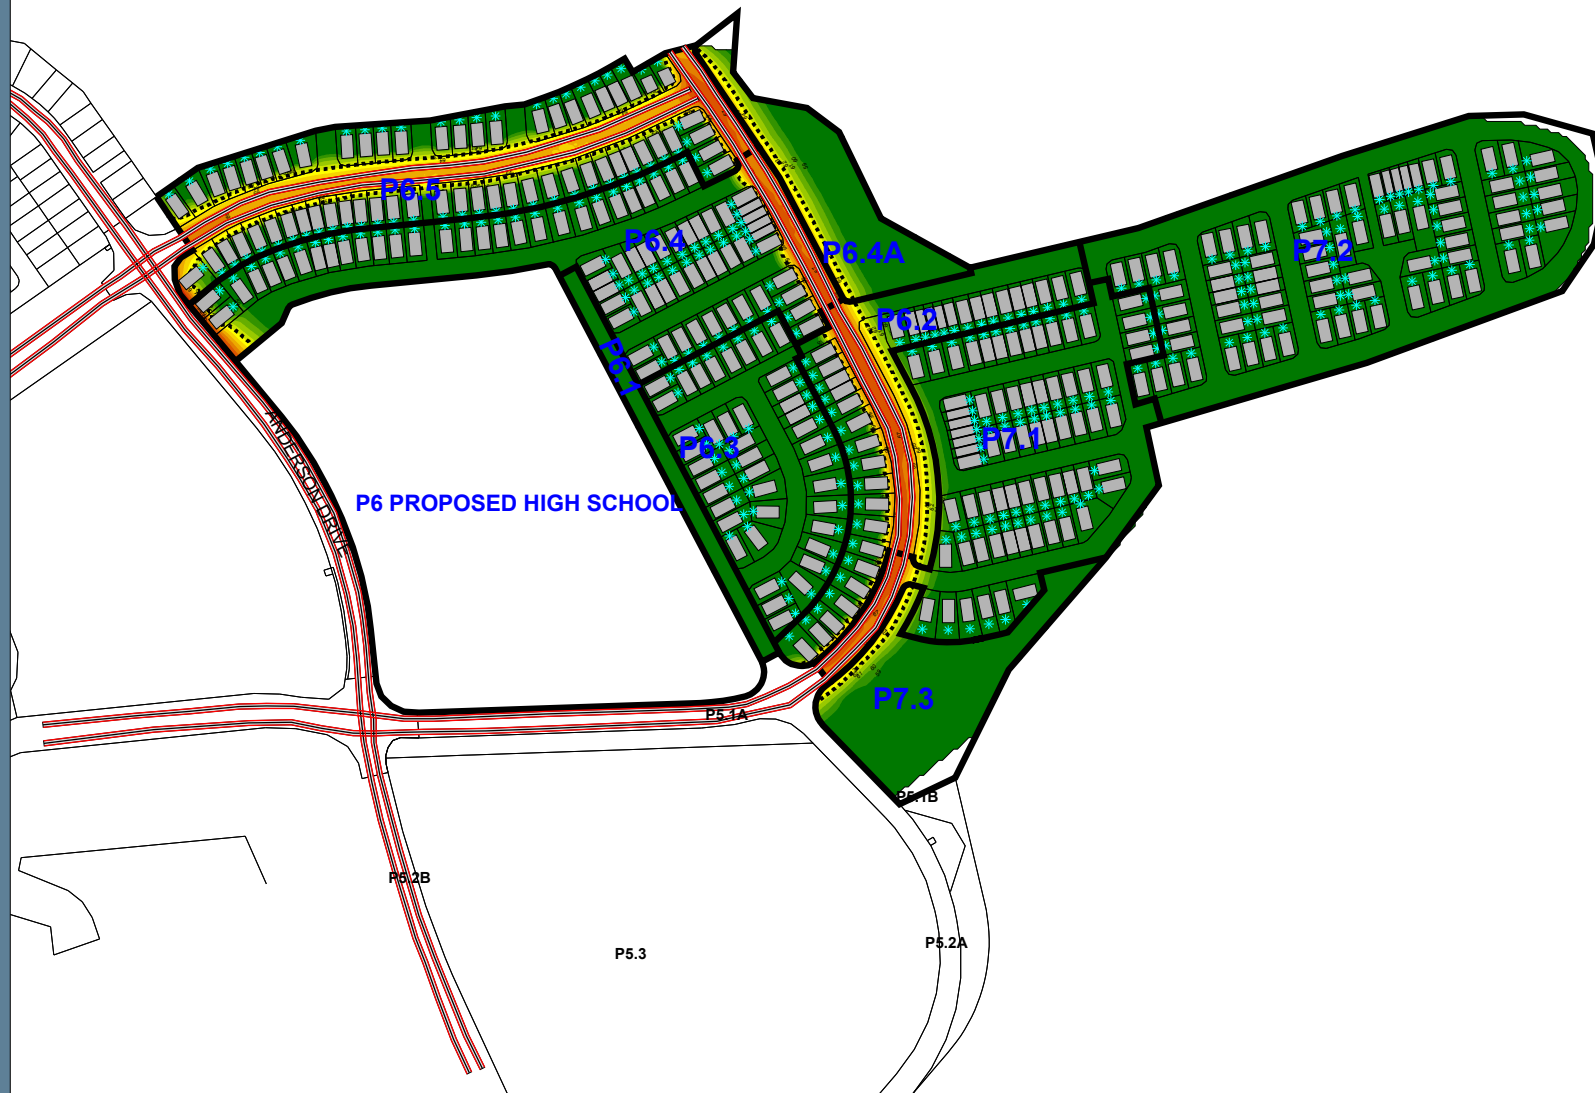 P6.5
P6.4
P6.4A
P7.2
P6.2
P6.1
P7.1
P6.3
ANDERSON DRIVE
P6 PROPOSED HIGH SCHOOL
P7.3
P5.1A
P5.1B
P5.2B
P5.2A
P5.3